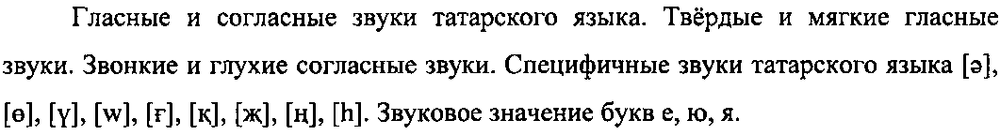 Гласные и согласные звуки татарского языка. Твёрдые и мягкие гласные
звуки. Звонкие и глухие согласные звуки. Специфичные звуки татарского языка [ә],
[ө], [ү], [w], [ғ], [қ], [җ], [ң], [һ]. Звуковое значение букв е, ю, я.